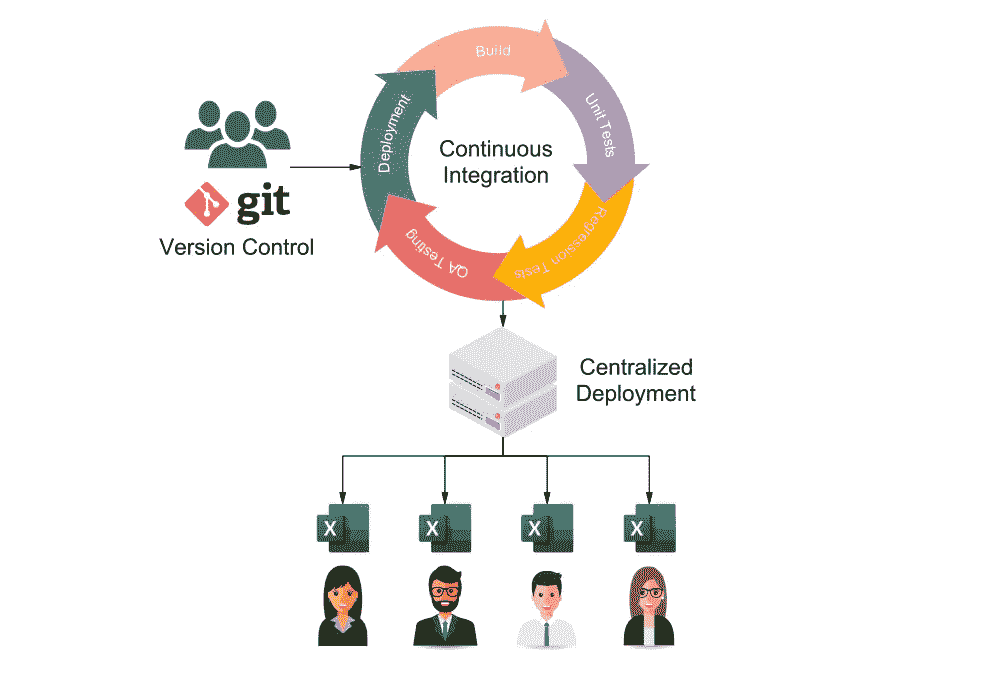 Build
Unit Tests
Regression Tests
QA Testing
Deployment
Continuous
Integration
git
Version Control
Centralized
Deployment
X
X
X
X